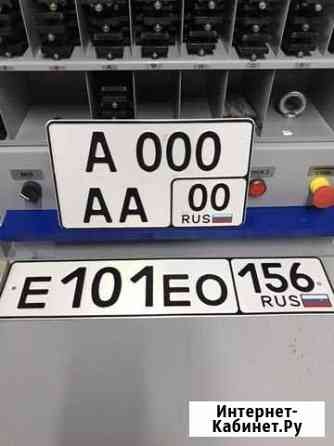 А 000
АА 00
RUS
Е101ЕО 156
RUS
Интернет-
Кабинет.Ру